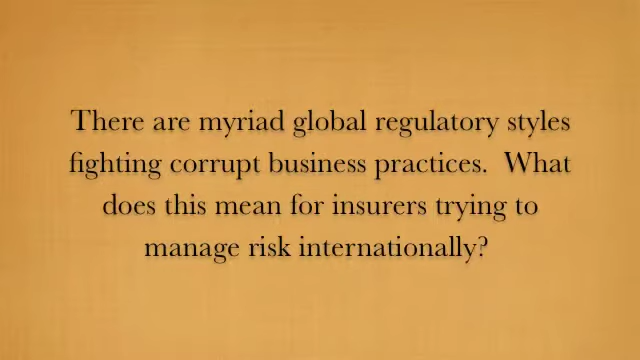 There are myriad global regulatory styles
fighting corrupt business practices.  What
does this mean for insurers trying to
manage risk internationally?